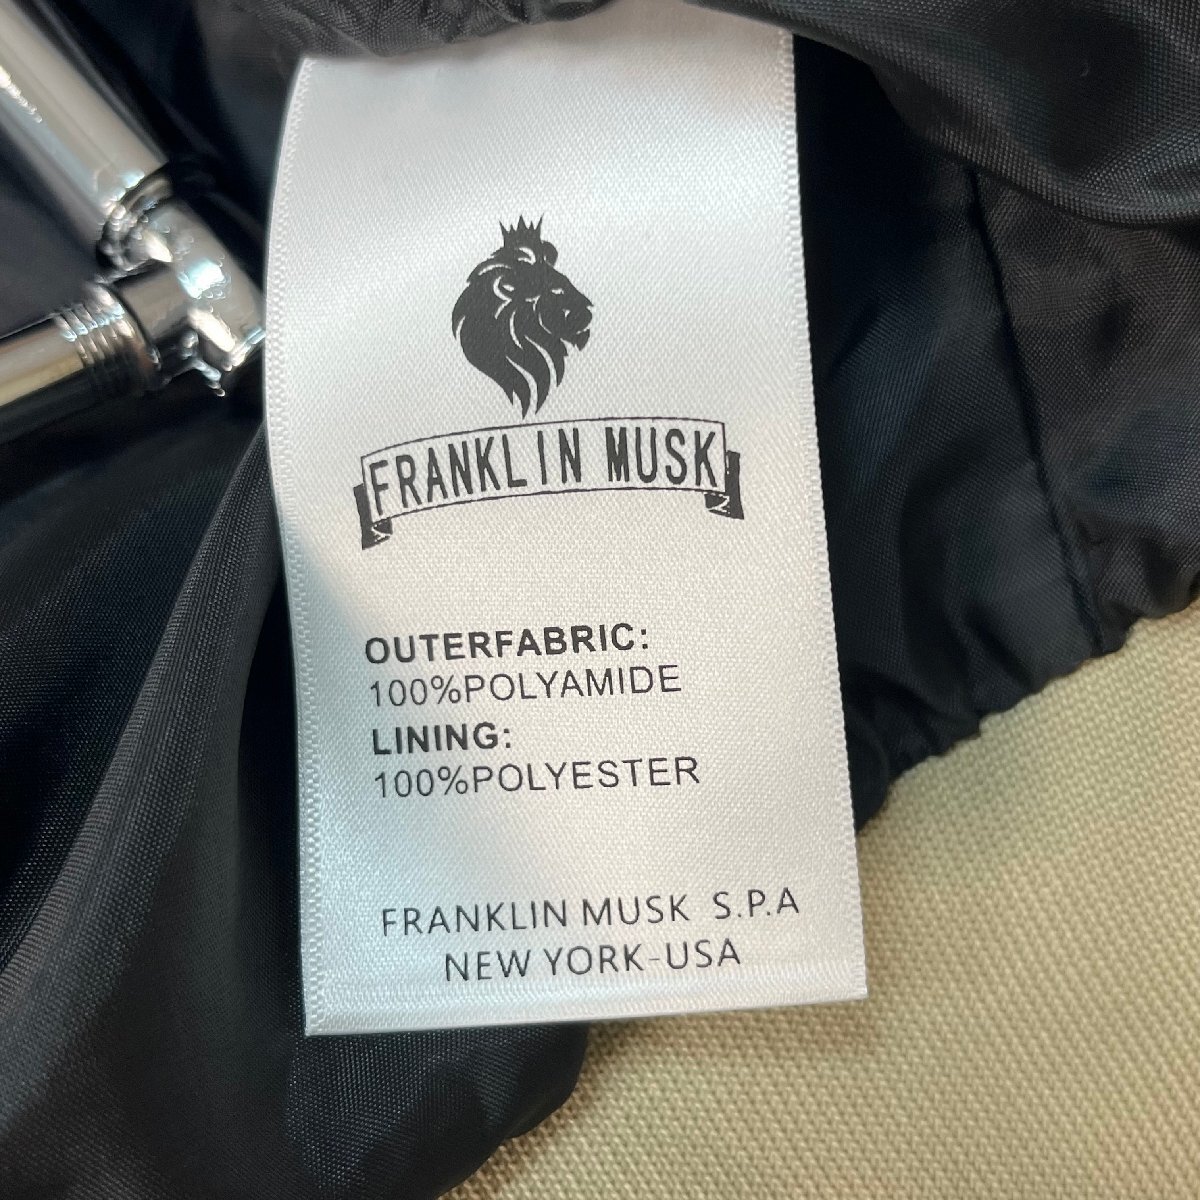 FRANKLIN MUSK
OUTERFABRIC:
100%POLYAMIDE
LINING:
100%POLYESTER
FRANKLIN MUSK S.P.A
NEW YORK-USA